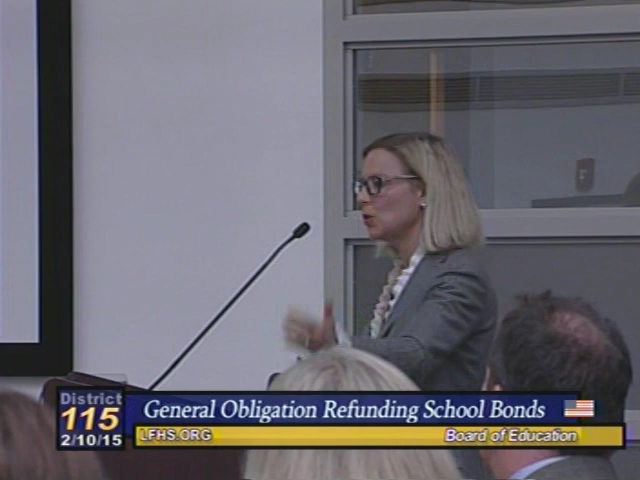 District
115
2/10/15
General Obligation Refunding School Bonds
LFHS.ORG
Board of Education